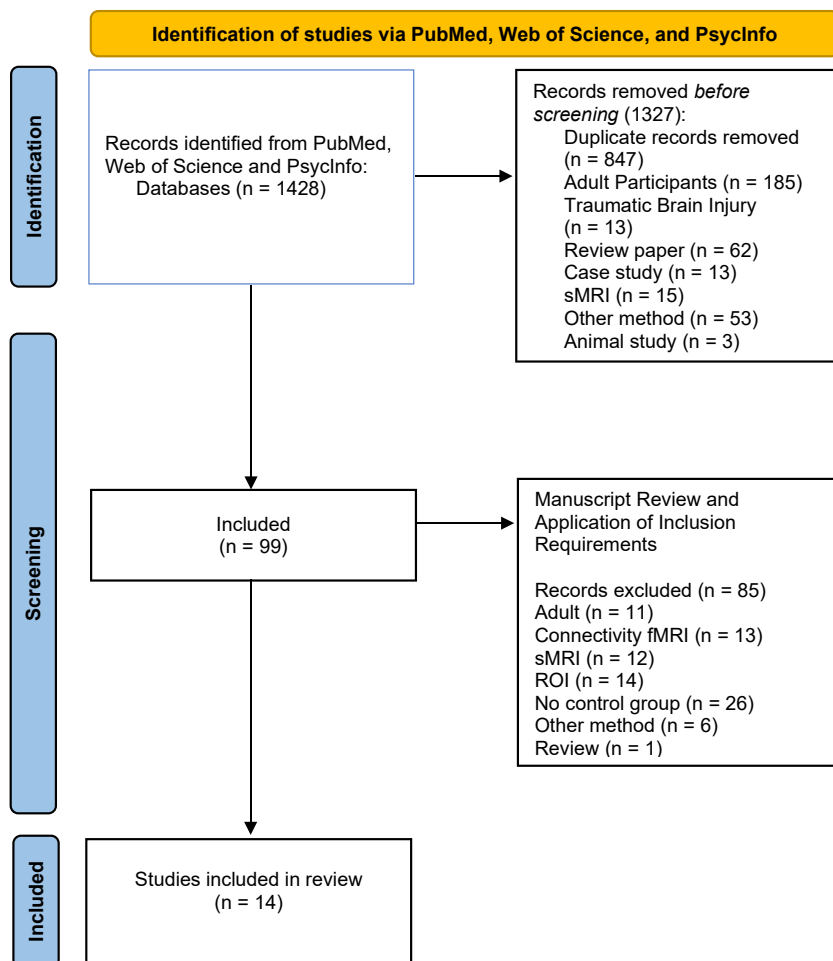 Identification of studies via PubMed, Web of Science, and PsycInfo
Identification
Records identified from PubMed,
Web of Science and PsycInfo:
Databases (n = 1428)
Records removed before
screening (1327):
Duplicate records removed
(n = 847)
Adult Participants (n = 185)
Traumatic Brain Injury
(n = 13)
Review paper (n = 62)
Case study (n = 13)
sMRI (n = 15)
Other method (n = 53)
Animal study (n = 3)
Screening
Included
(n = 99)
Manuscript Review and
Application of Inclusion
Requirements
Records excluded (n = 85)
Adult (n = 11)
Connectivity fMRI (n = 13)
sMRI (n = 12)
ROI (n = 14)
No control group (n = 26)
Other method (n = 6)
Review (n = 1)
Included
Studies included in review
(n = 14)